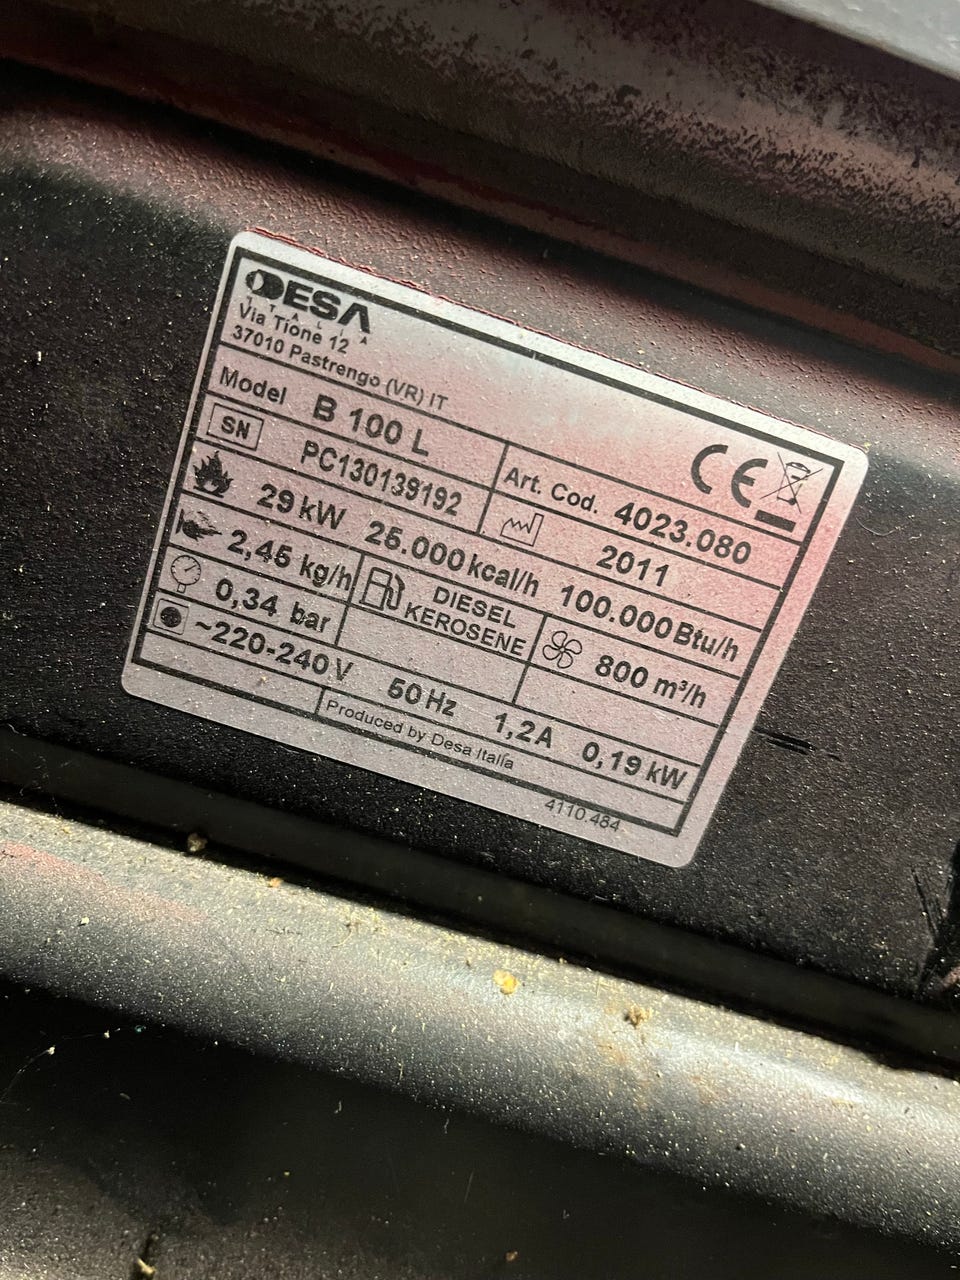 DESA
ITALIA
Via Tione 12
37010 Pastrengo (VR) IT
CE
Model B 100 L
Art. Cod. 4023.080
SN PC130139192
2011
29 kW 25.000 kcal/h 100.000 Btu/h
2,45 kg/h
DIESEL
KEROSENE
800 m³/h
0,34 bar
~220-240 V 50 Hz 1,2A 0,19 kW
Produced by Desa Italia
4110.484